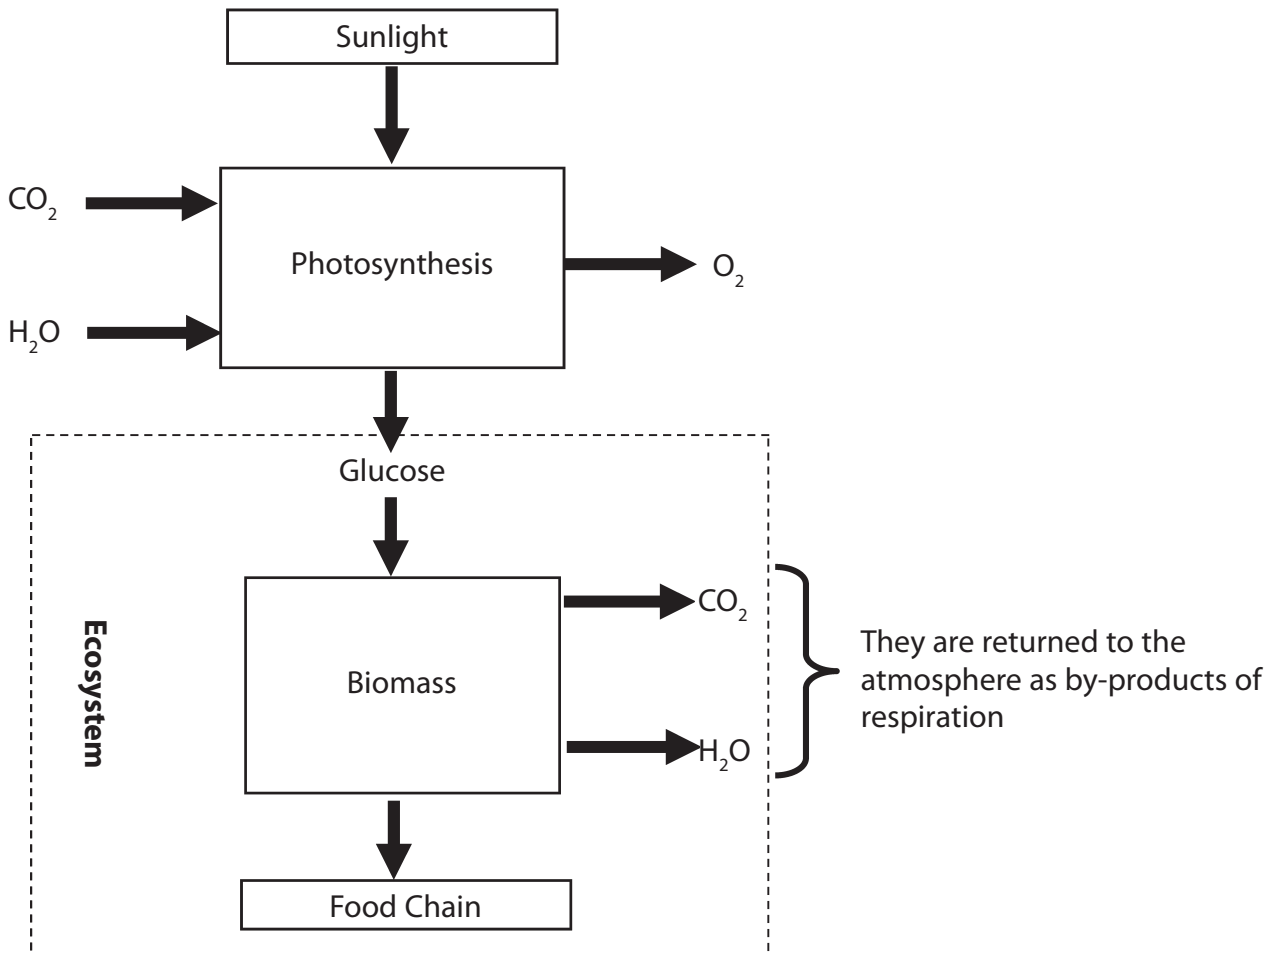 Sunlight
CO₂
Photosynthesis
O₂
H₂O
Glucose
CO₂
Ecosystem
They are returned to the
atmosphere as by-products of
respiration
Biomass
H₂O
Food Chain